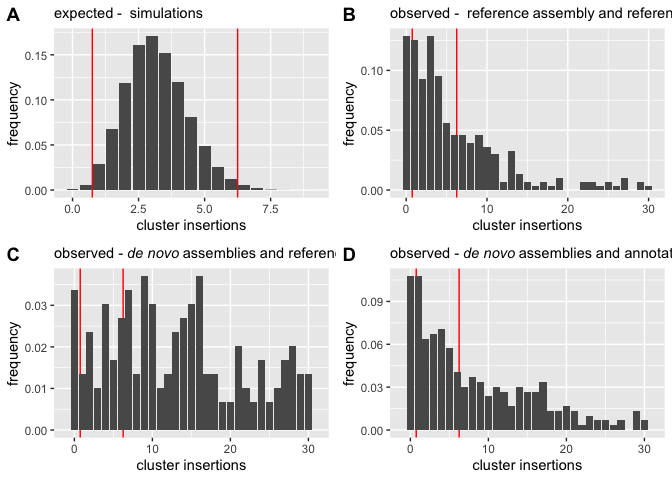 A
expected -  simulations
frequency
0.15
0.10
0.05
0.00
0.0 2.5 5.0 7.5
cluster insertions
B
observed -  reference assembly and referen
frequency
0.10
0.05
0.00
0 10 20 30
cluster insertions
C
observed - de novo assemblies and referenc
frequency
0.03
0.02
0.01
0.00
0 10 20 30
cluster insertions
D
observed - de novo assemblies and annotat
frequency
0.09
0.06
0.03
0.00
0 10 20 30
cluster insertions